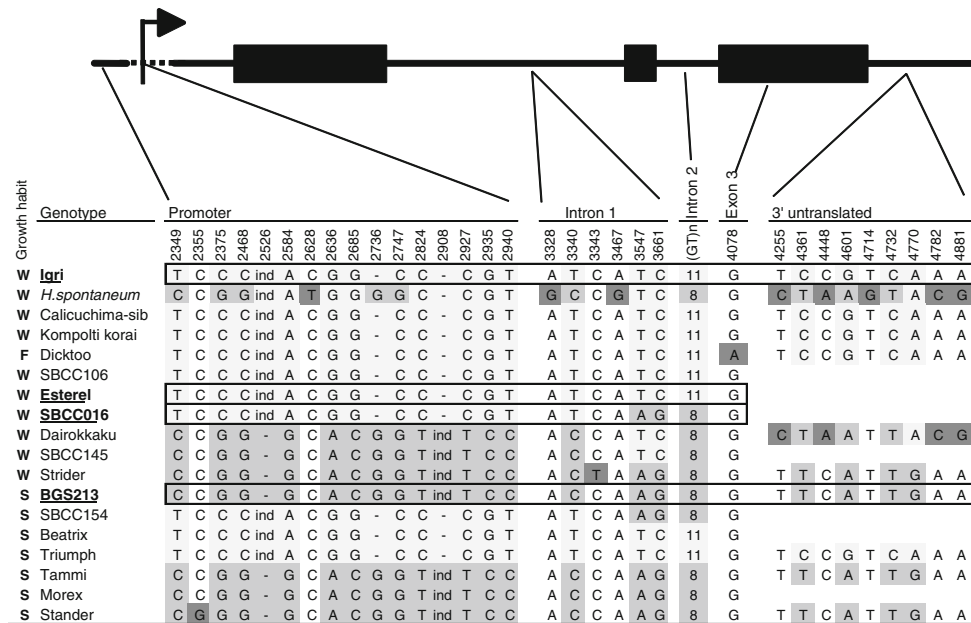 Growth habit Genotype Promoter Intron 1 (GT)n Intron 2 Exon 3 3' untranslated
2349 2355 2375 2468 2526 2584 2628 2636 2685 2736 2747 2824 2908 2927 2935 2940 3328 3340 3343 3467 3547 3661 4078 4255 4361 4448 4601 4714 4732 4770 4782 4881
W Igri T C C C ind A C G G - C C - C G T A T C A T C 11 G T C C G T C A A A
W H.spontaneum C C G G ind A T G G G G C - C G T G C C G T C 8 G C T A A G T A C G
W Calicuchima-sib T C C C ind A C G G - C C - C G T A T C A T C 11 G T C C G T C A A A
W Kompolti korai T C C C ind A C G G - C C - C G T A T C A T C 11 G T C C G T C A A A
F Dicktoo T C C C ind A C G G - C C - C G T A T C A T C 11 A T C C G T C A A A
W SBCC106 T C C C ind A C G G - C C - C G T A T C A T C 11 G
W Esterel T C C C ind A C G G - C C - C G T A T C A T C 11 G
W SBCC016 T C C C ind A C G G - C C - C G T A T C A A G 8 G
W Dairokkaku C C G G - G C A C G G T ind T C C A C C A T C 8 G C T A A T T A C G
W SBCC145 C C G G - G C A C G G T ind T C C A C C A T C 8 G
W Strider C C G G - G C A C G G T ind T C C A C T A A G 8 G T T C A T T G A A
S BGS213 C C G G - G C A C G G T ind T C C A C C A A G 8 G T T C A T T G A A
S SBCC154 T C C C ind A C G G - C C - C G T A T C A A G 8 G
S Beatrix T C C C ind A C G G - C C - C G T A T C A T C 11 G
S Triumph T C C C ind A C G G - C C - C G T A T C A T C 11 G T C C G T C A A A
S Tammi C C G G - G C A C G G T ind T C C A C C A A G 8 G T T C A T T G A A
S Morex C C G G - G C A C G G T ind T C C A C C A A G 8 G
S Stander C G G G - G C A C G G T ind T C C A C C A A G 8 G T T C A T T G A A